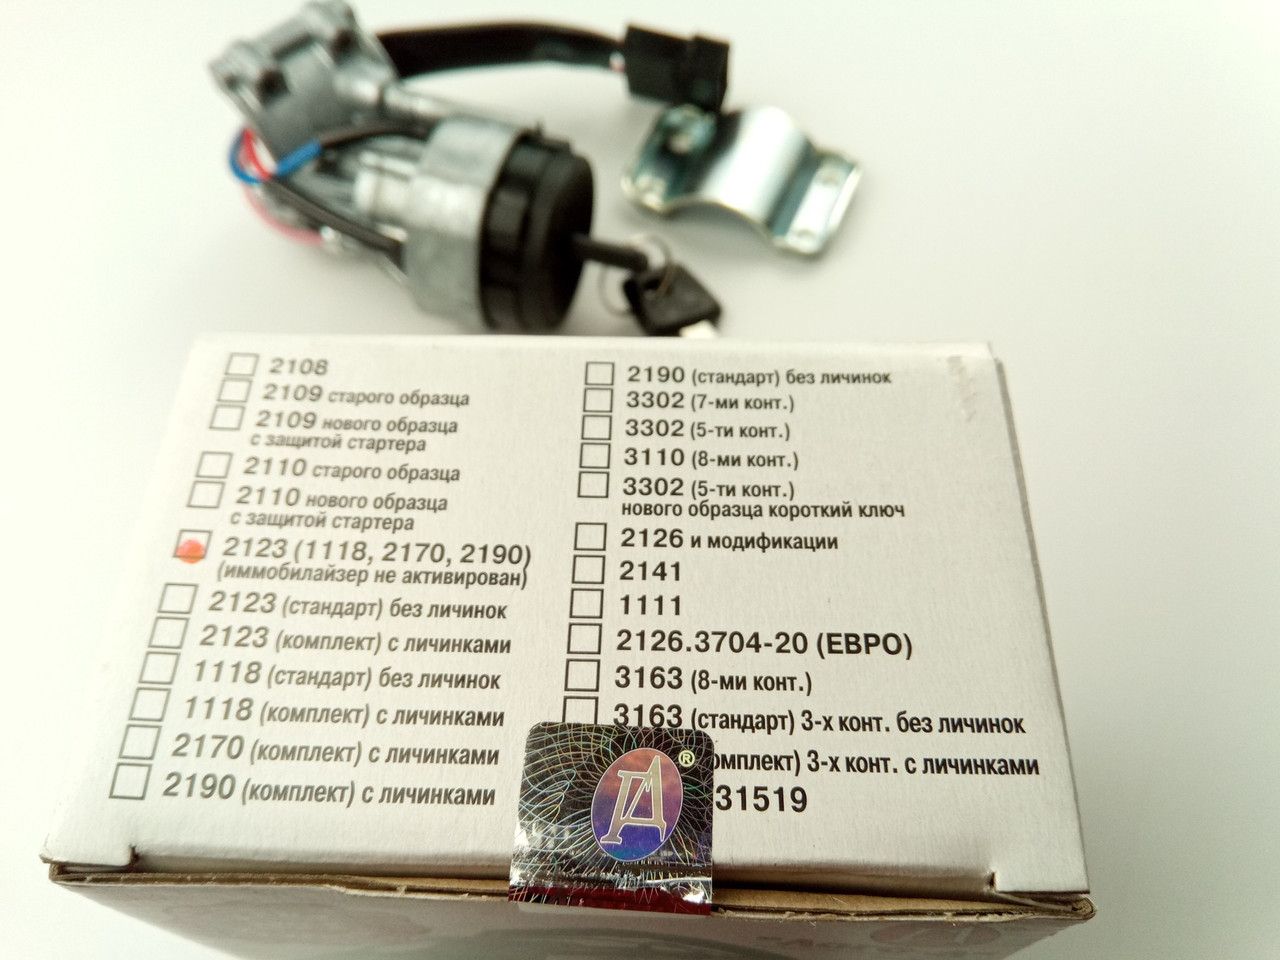 2108
2109 старого образца
2109 нового образца
с защитой стартера
2110 старого образца
2110 нового образца
с защитой стартера
2123 (1118, 2170, 2190)
(иммобилайзер не активирован)
2123 (стандарт) без личинок
2123 (комплект) с личинками
1118 (стандарт) без личинок
1118 (комплект) с личинками
2170 (комплект) с личинками
2190 (комплект) с личинками
2190 (стандарт) без личинок
3302 (7-ми конт.)
3302 (5-ти конт.)
3110 (8-ми конт.)
3302 (5-ти конт.)
нового образца короткий ключ
2126 и модификации
2141
1111
2126.3704-20 (ЕВРО)
3163 (8-ми конт.)
3163 (стандарт) 3-х конт. без личинок
омплект) 3-х конт. с личинками
31519
®